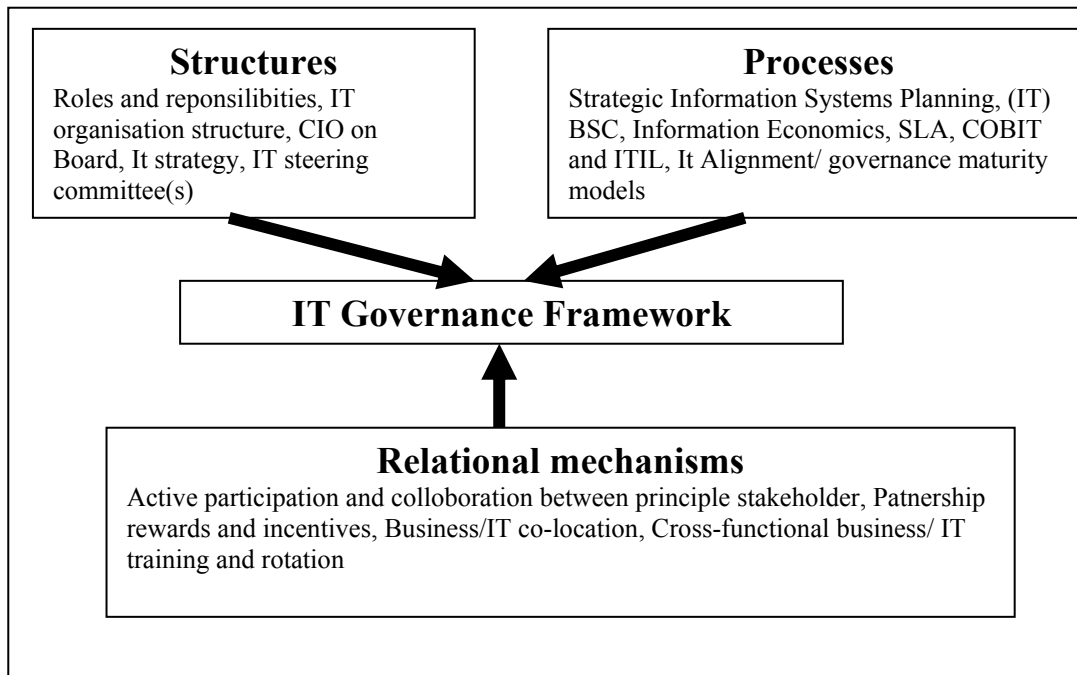 Structures
Roles and reponsilibities, IT
organisation structure, CIO on
Board, It strategy, IT steering
committee(s)
Processes
Strategic Information Systems Planning, (IT)
BSC, Information Economics, SLA, COBIT
and ITIL, It Alignment/ governance maturity
models
IT Governance Framework
Relational mechanisms
Active participation and colloboration between principle stakeholder, Patnership
rewards and incentives, Business/IT co-location, Cross-functional business/ IT
training and rotation